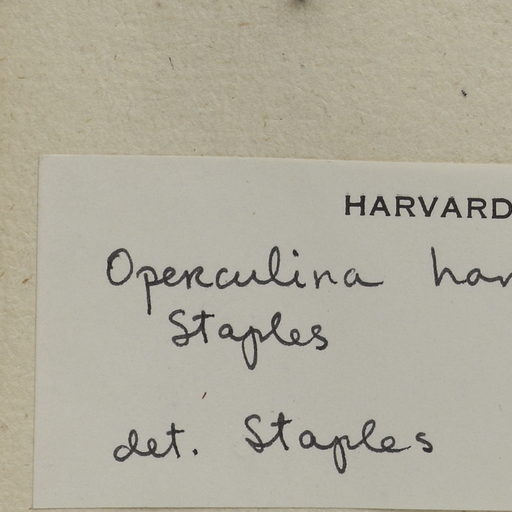 HARVARD
Operculina
Staples
det. Staples